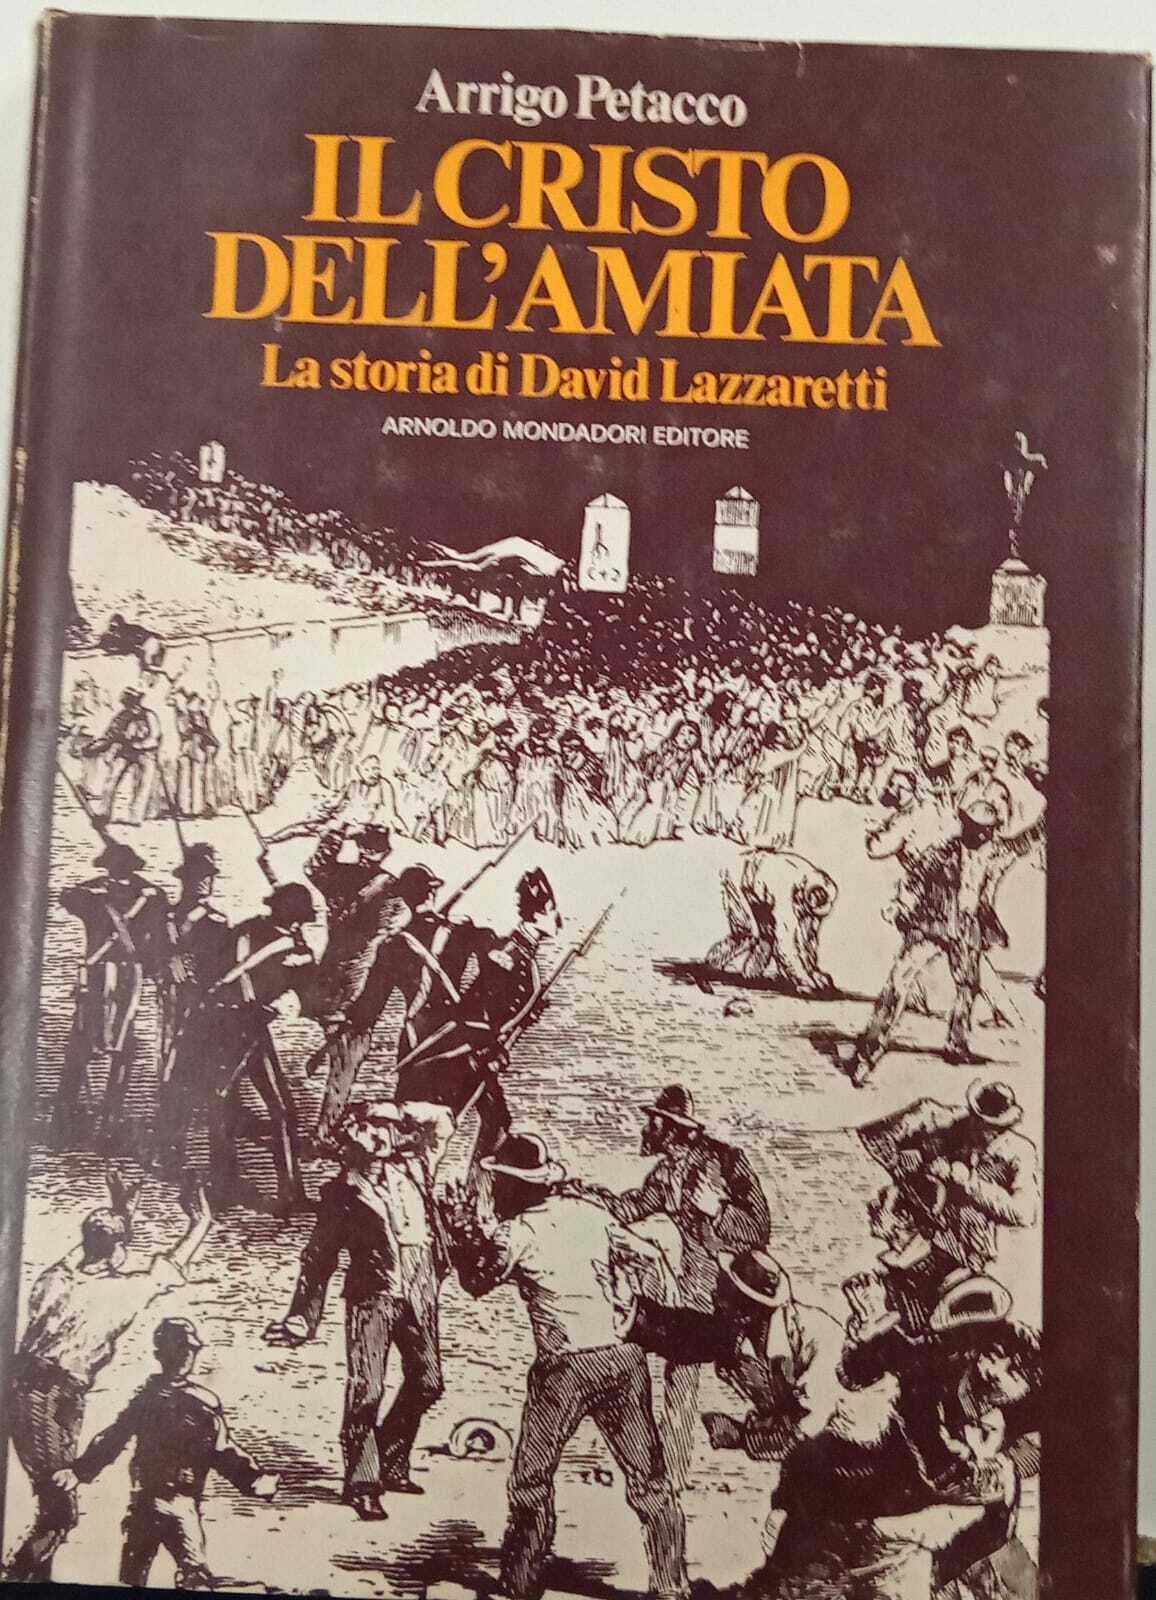 Arrigo Petacco
IL CRISTO
DELL'AMIATA
La storia di David Lazzaretti
ARNOLDO MONDADORI EDITORE